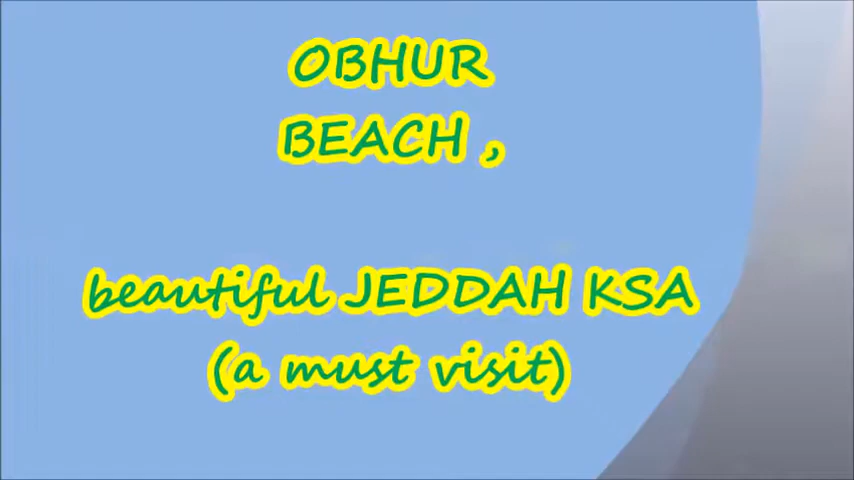 OBHUR
BEACH ,
beautiful JEDDAH KSA
(a must visit)